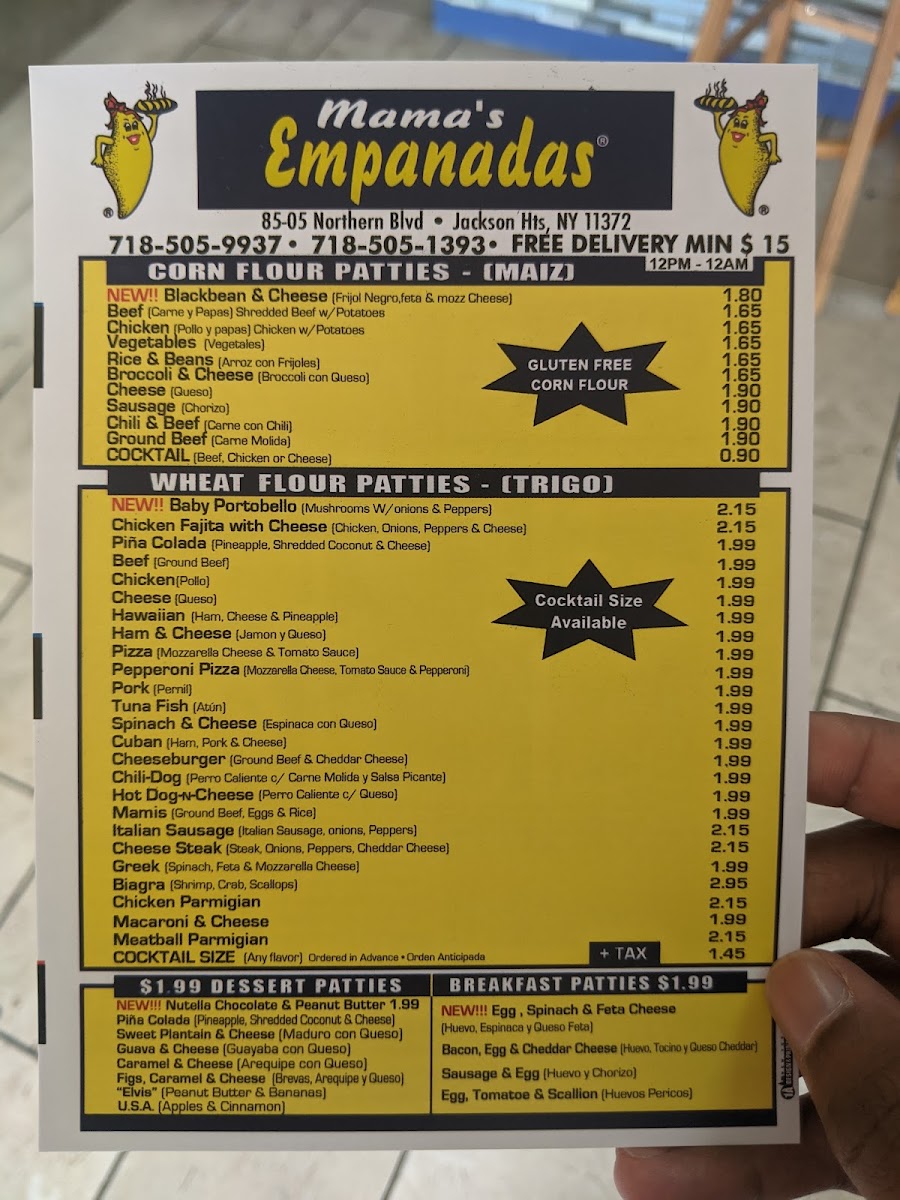 Mama's
Empanadas®
85-05 Northern Blvd • Jackson Hts, NY 11372
718-505-9937 • 718-505-1393 • FREE DELIVERY MIN $ 15
12PM - 12AM
CORN FLOUR PATTIES - (MAIZ)
NEW!! Blackbean & Cheese (Frijol Negro,feta & mozz Cheese) 1.80
Beef (Carne y Papas) Shredded Beef w/Potatoes 1.65
Chicken (Pollo y papas) Chicken w/Potatoes 1.65
Vegetables (Vegetales) 1.65
Rice & Beans (Arroz con Frijoles) 1.65
Broccoli & Cheese (Broccoli con Queso) 1.65
Cheese (Queso) 1.90
Sausage (Chorizo) 1.90
Chili & Beef (Carne con Chili) 1.90
Ground Beef (Carne Molida) 1.90
COCKTAIL (Beef, Chicken or Cheese) 0.90
GLUTEN FREE
CORN FLOUR
WHEAT FLOUR PATTIES - (TRIGO)
NEW!! Baby Portobello (Mushrooms W/onions & Peppers) 2.15
Chicken Fajita with Cheese (Chicken, Onions, Peppers & Cheese) 2.15
Piña Colada (Pineapple, Shredded Coconut & Cheese) 1.99
Beef (Ground Beef) 1.99
Chicken(Pollo) 1.99
Cheese (Queso) 1.99
Hawaiian (Ham, Cheese & Pineapple) 1.99
Ham & Cheese (Jamon y Queso) 1.99
Pizza (Mozzarella Cheese & Tomato Sauce) 1.99
Pepperoni Pizza (Mozzarella Cheese, Tomato Sauce & Pepperoni) 1.99
Pork (Pernil) 1.99
Tuna Fish (Atún) 1.99
Spinach & Cheese (Espinaca con Queso) 1.99
Cuban (Ham, Pork & Cheese) 1.99
Cheeseburger (Ground Beef & Cheddar Cheese) 1.99
Chili-Dog (Perro Caliente c/ Carne Molida y Salsa Picante) 1.99
Hot Dog-N-Cheese (Perro Caliente c/ Queso) 1.99
Mamis (Ground Beef, Eggs & Rice) 1.99
Italian Sausage (Italian Sausage, onions, Peppers) 2.15
Cheese Steak (Steak, Onions, Peppers, Cheddar Cheese) 2.15
Greek (Spinach, Feta & Mozzarella Cheese) 1.99
Biagra (Shrimp, Crab, Scallops) 2.95
Chicken Parmigian 2.15
Macaroni & Cheese 1.99
Meatball Parmigian 2.15
COCKTAIL SIZE (Any flavor) Ordered in Advance • Orden Anticipada 1.45
Cocktail Size
Available
+ TAX
$1.99 DESSERT PATTIES
NEW!!! Nutella Chocolate & Peanut Butter 1.99
Piña Colada (Pineapple, Shredded Coconut & Cheese)
Sweet Plantain & Cheese (Maduro con Queso)
Guava & Cheese (Guayaba con Queso)
Caramel & Cheese (Arequipe con Queso)
Figs, Caramel & Cheese (Brevas, Arequipe y Queso)
"Elvis" (Peanut Butter & Bananas)
U.S.A. (Apples & Cinnamon)
BREAKFAST PATTIES $1.99
NEW!!! Egg , Spinach & Feta Cheese
(Huevo, Espinaca y Queso Feta)
Bacon, Egg & Cheddar Cheese (Huevo, Tocino y Queso Cheddar)
Sausage & Egg (Huevo y Chorizo)
Egg, Tomatoe & Scallion (Huevos Pericos)